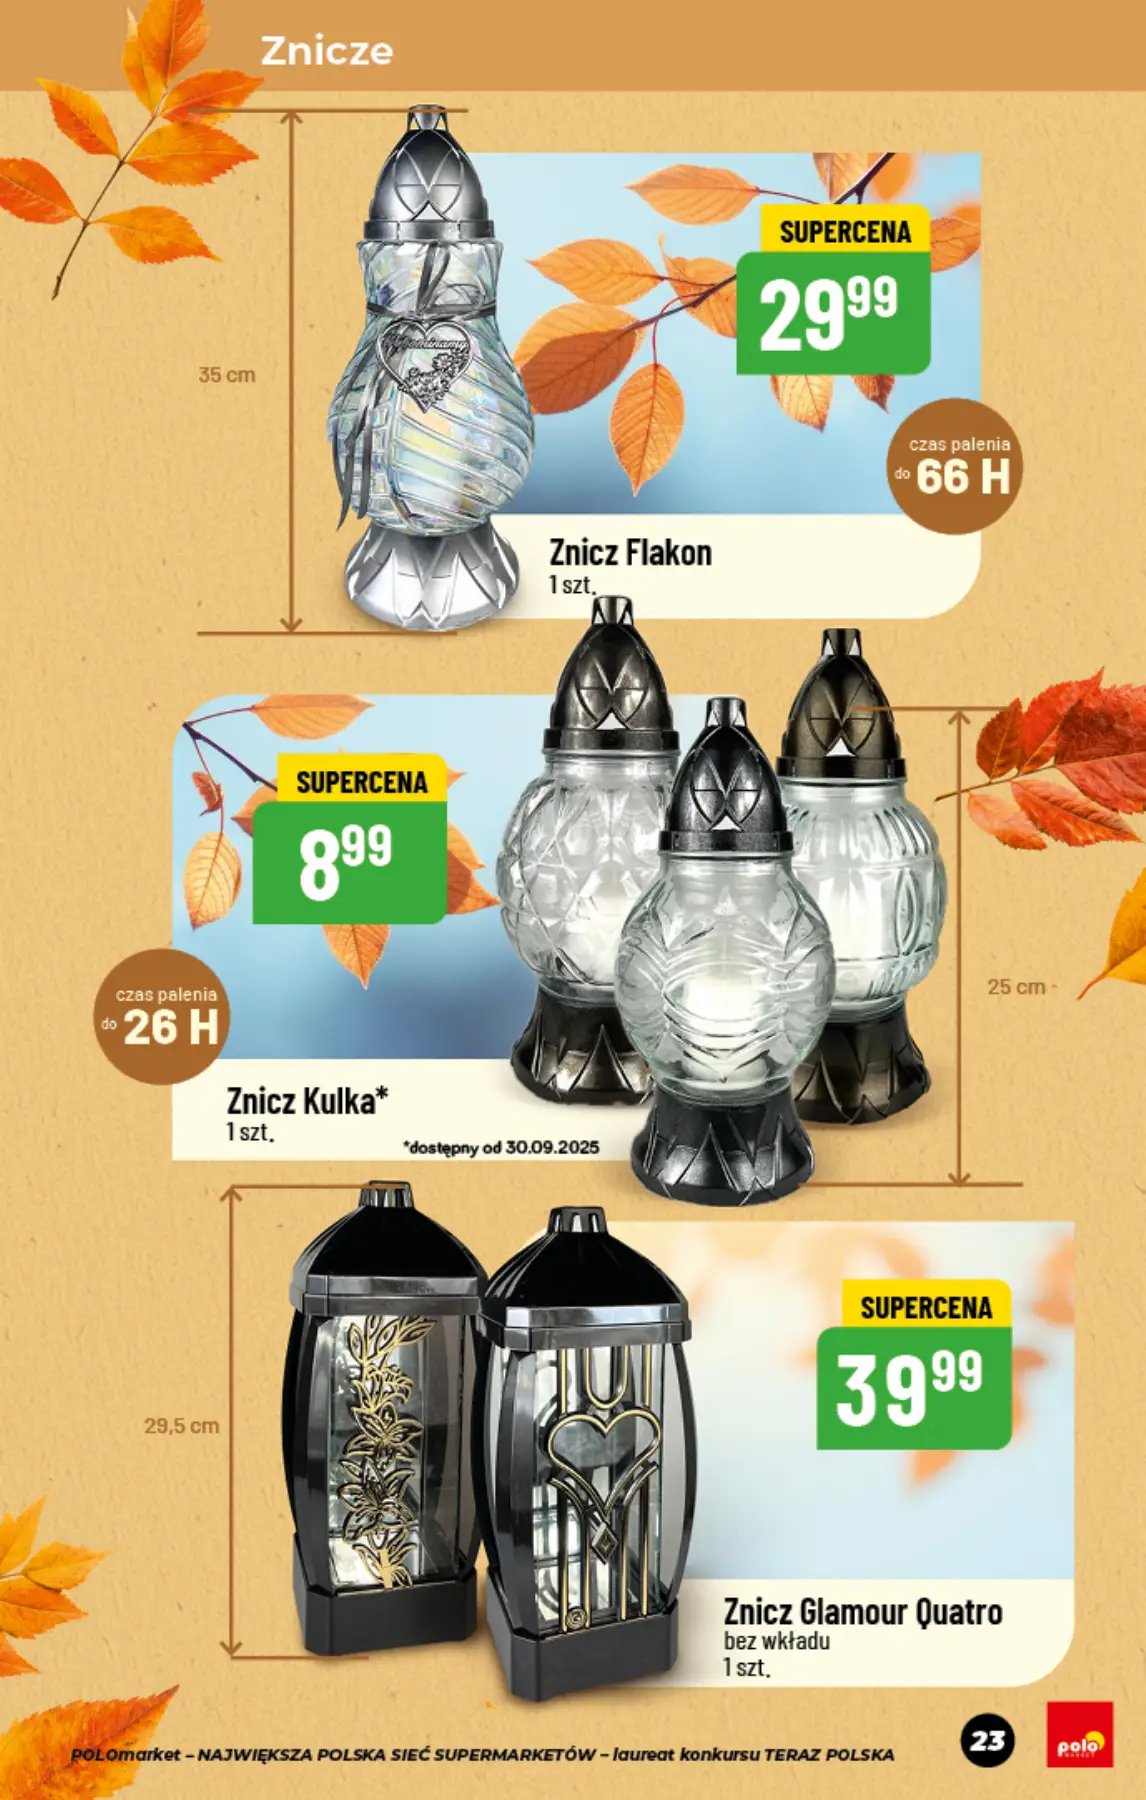 Znicze
SUPERCENA
29 99
35 cm
Wspominamy
czas palenia
do 66 H
Znicz Flakon
1 szt.
SUPERCENA
8 99
25 cm
czas palenia
do 26 H
Znicz Kulka*
1 szt.
*dostępny od 30.09.2025
SUPERCENA
39 99
29,5 cm
Znicz Glamour Quatro
bez wkładu
1 szt.
POLOmarket – NAJWIĘKSZA POLSKA SIEĆ SUPERMARKETÓW – laureat konkursu TERAZ POLSKA
23
polo
MARKET